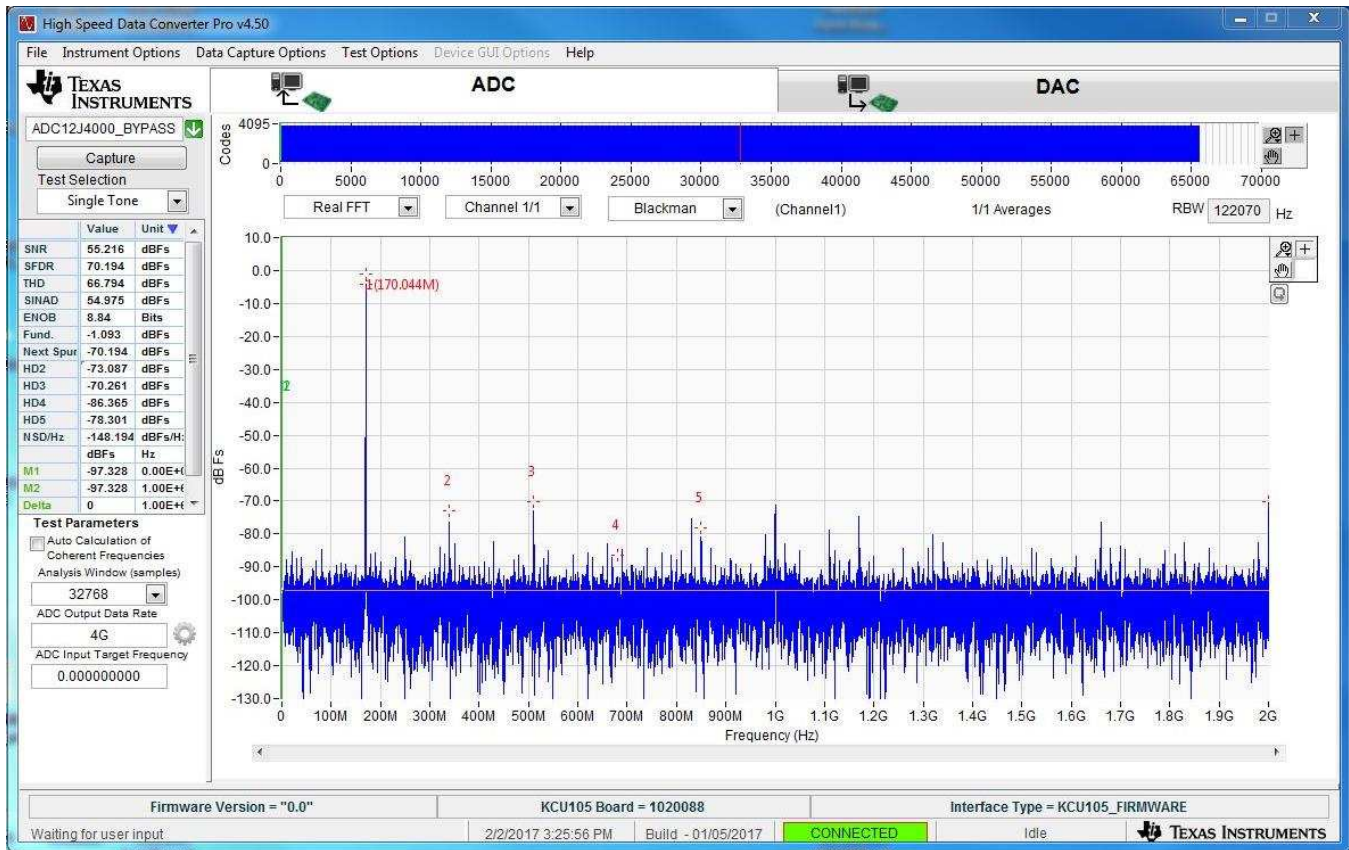 High Speed Data Converter Pro v4.50
File Instrument Options Data Capture Options Test Options Device GUI Options Help
TEXAS INSTRUMENTS
ADC
DAC
ADC12J4000_BYPASS
Capture
Test Selection
Single Tone
Value Unit
SNR 55.216 dBFs
SFDR 70.194 dBFs
THD 66.794 dBFs
SINAD 54.975 dBFs
ENOB 8.84 Bits
Fund. -1.093 dBFs
Next Spur -70.194 dBFs
HD2 -73.087 dBFs
HD3 -70.261 dBFs
HD4 -86.365 dBFs
HD5 -78.301 dBFs
NSD/Hz -148.194 dBFs/H:
dBFs Hz
M1 -97.328 0.00E+(
M2 -97.328 1.00E+
Delta 0 1.00E+
Test Parameters
Auto Calculation of
Coherent Frequencies
Analysis Window (samples)
32768
ADC Output Data Rate
4G
ADC Input Target Frequency
0.000000000
Codes
4095
0
0 5000 10000 15000 20000 25000 30000 35000 40000 45000 50000 55000 60000 65000 70000
Real FFT Channel 1/1 Blackman (Channel1) 1/1 Averages RBW 122070 Hz
dB Fs
10.0
0.0
-10.0
-20.0
-30.0
-40.0
-50.0
-60.0
-70.0
-80.0
-90.0
-100.0
-110.0
-120.0
-130.0
1(170.044M)
2
3
4
5
0 100M 200M 300M 400M 500M 600M 700M 800M 900M 1G 1.1G 1.2G 1.3G 1.4G 1.5G 1.6G 1.7G 1.8G 1.9G 2G
Frequency (Hz)
Firmware Version = "0.0" KCU105 Board = 1020088 Interface Type = KCU105_FIRMWARE
Waiting for user input 2/2/2017 3:25:56 PM Build - 01/05/2017 CONNECTED Idle TEXAS INSTRUMENTS